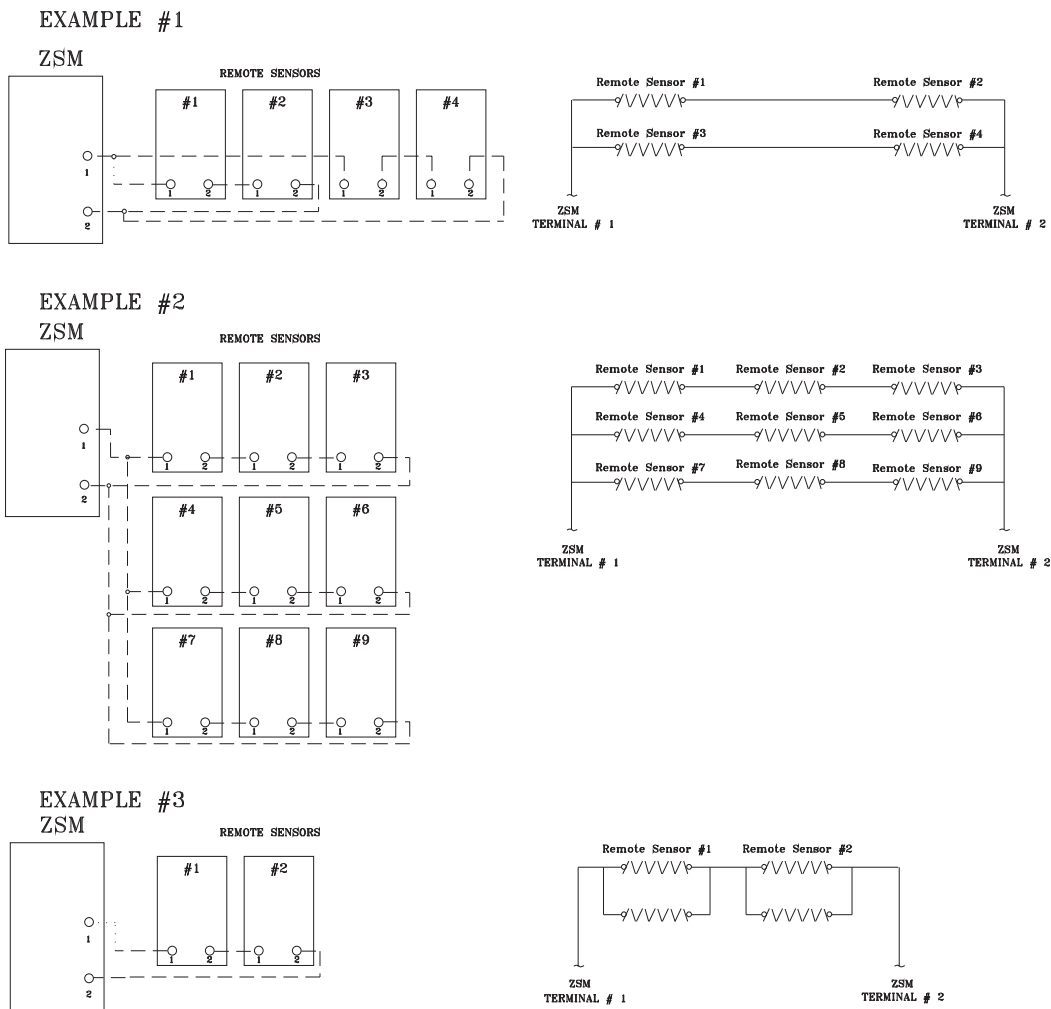 EXAMPLE #1
ZSM
REMOTE SENSORS
#1 #2 #3 #4
1
1 2 1 2 1 2 1 2
2
Remote Sensor #1 Remote Sensor #2
Remote Sensor #3 Remote Sensor #4
ZSM
TERMINAL # 1
ZSM
TERMINAL # 2
EXAMPLE #2
ZSM
REMOTE SENSORS
#1 #2 #3
1
1 2 1 2 1 2
2
#4 #5 #6
1 2 1 2 1 2
#7 #8 #9
1 2 1 2 1 2
Remote Sensor #1 Remote Sensor #2 Remote Sensor #3
Remote Sensor #4 Remote Sensor #5 Remote Sensor #6
Remote Sensor #7 Remote Sensor #8 Remote Sensor #9
ZSM
TERMINAL # 1
ZSM
TERMINAL # 2
EXAMPLE #3
ZSM
REMOTE SENSORS
#1 #2
1
1 2 1 2
2
Remote Sensor #1 Remote Sensor #2
ZSM
TERMINAL # 1
ZSM
TERMINAL # 2